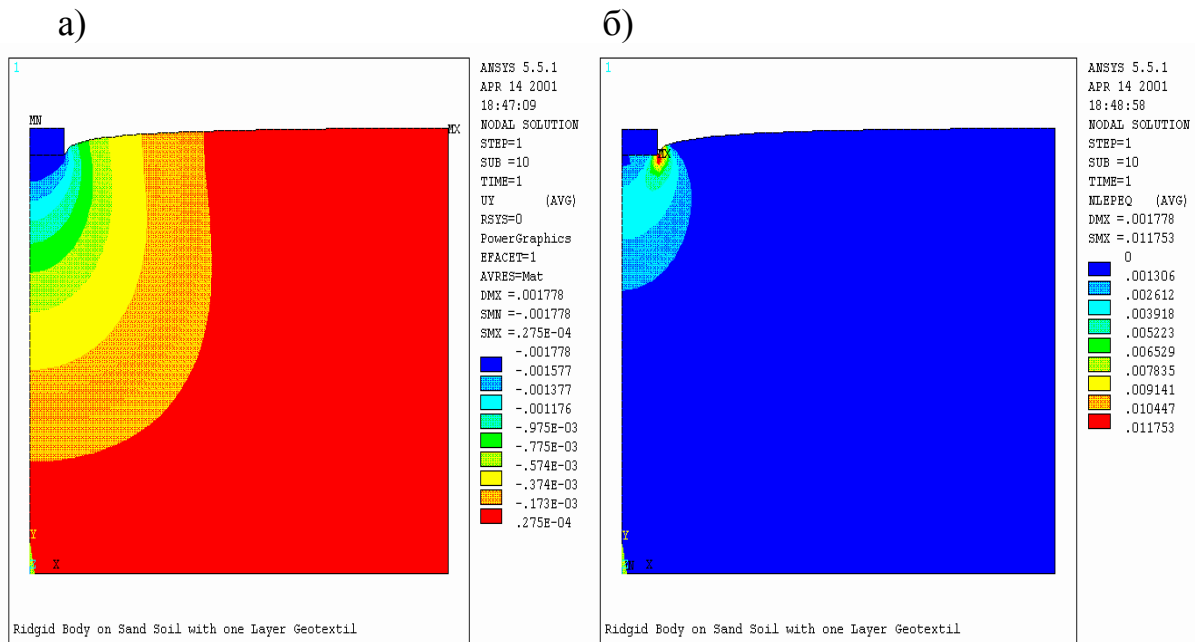 а)
1
MN
MX
Y
X
ANSYS 5.5.1
APR 14 2001
18:47:09
NODAL SOLUTION
STEP=1
SUB =10
TIME=1
UY (AVG)
RSYS=0
PowerGraphics
EFACET=1
AVRES=Mat
DMX =.001778
SMN =-.001778
SMX =.275E-04
-.001778
-.001577
-.001377
-.001176
-.975E-03
-.775E-03
-.574E-03
-.374E-03
-.173E-03
.275E-04
Ridgid Body on Sand Soil with one Layer Geotextil
б)
1
MX
Y
X
ANSYS 5.5.1
APR 14 2001
18:48:58
NODAL SOLUTION
STEP=1
SUB =10
TIME=1
NLEPEQ (AVG)
DMX =.001778
SMX =.011753
0
.001306
.002612
.003918
.005223
.006529
.007835
.009141
.010447
.011753
Ridgid Body on Sand Soil with one Layer Geotextil